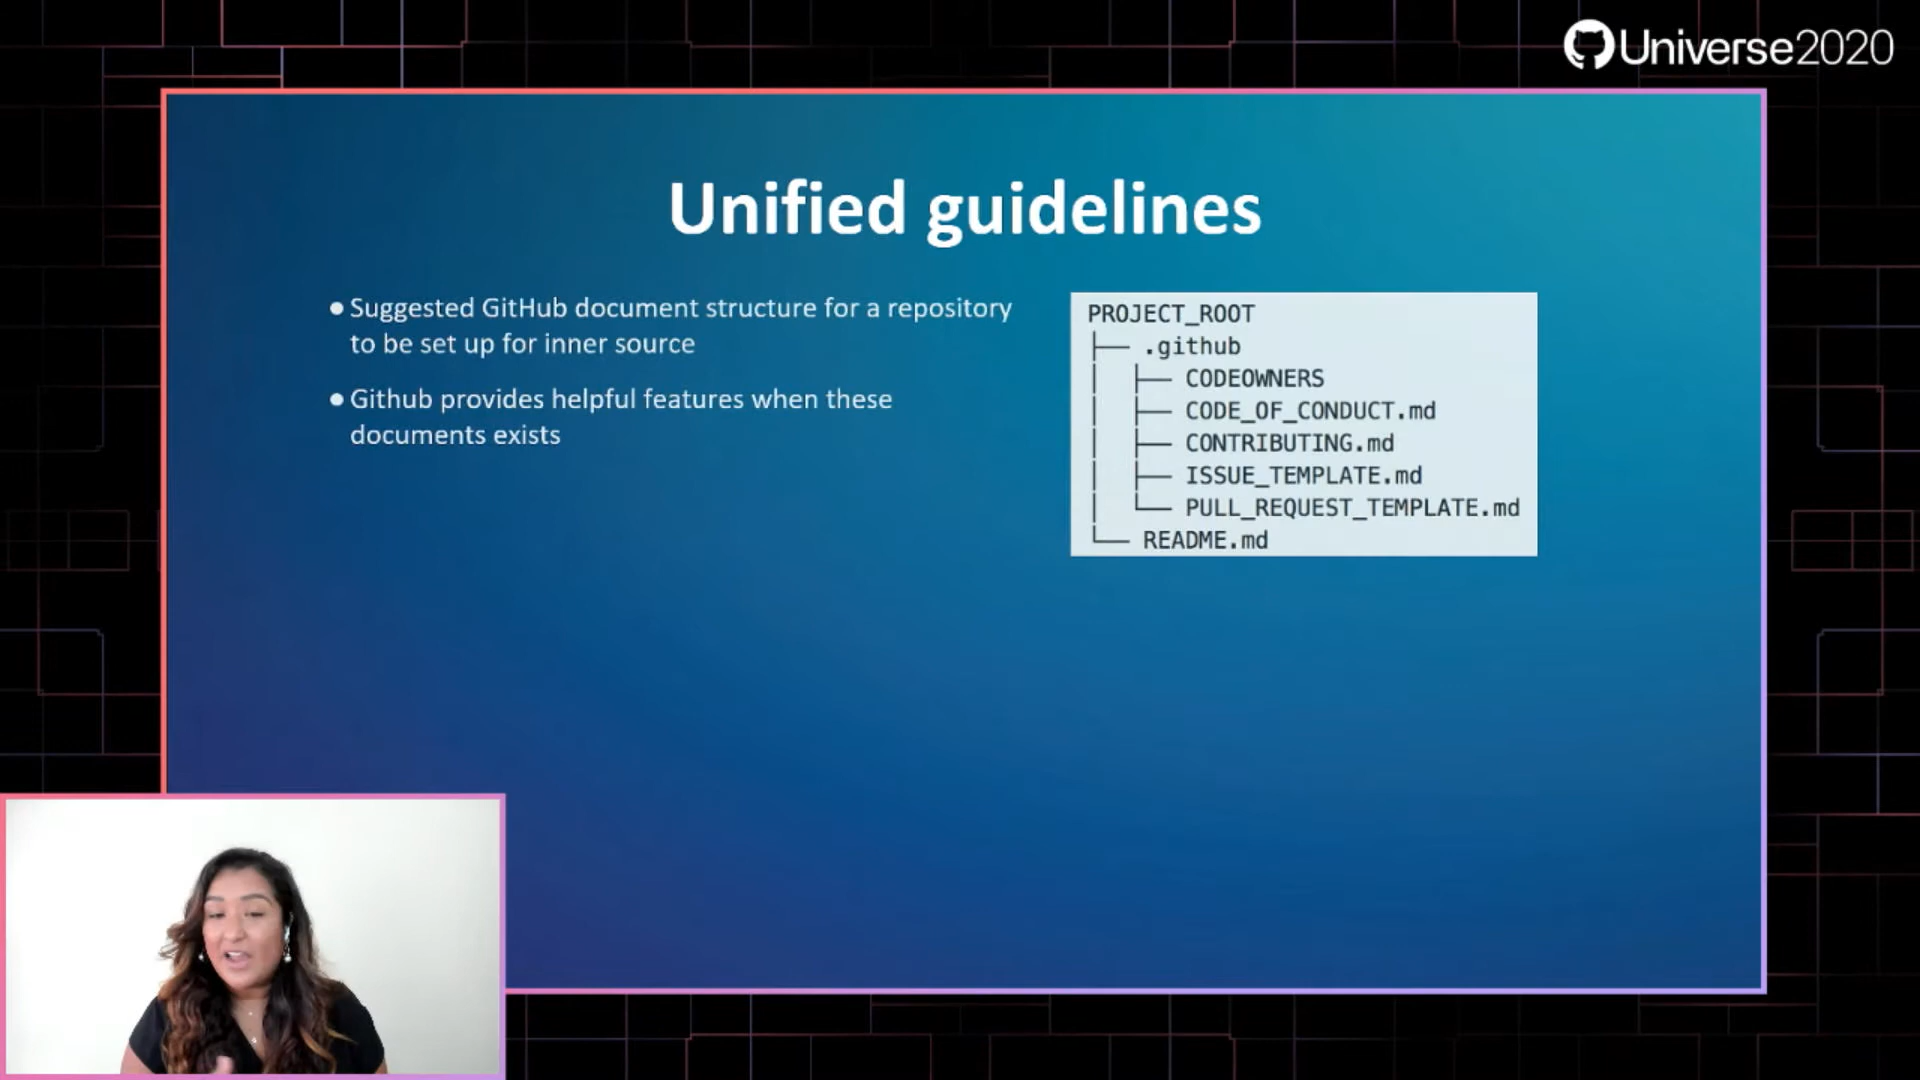 Universe2020
Unified guidelines
● Suggested GitHub document structure for a repository
to be set up for inner source
● Github provides helpful features when these
documents exists
PROJECT_ROOT
├── .github
│   ├── CODEOWNERS
│   ├── CODE_OF_CONDUCT.md
│   ├── CONTRIBUTING.md
│   ├── ISSUE_TEMPLATE.md
│   └── PULL_REQUEST_TEMPLATE.md
└── README.md